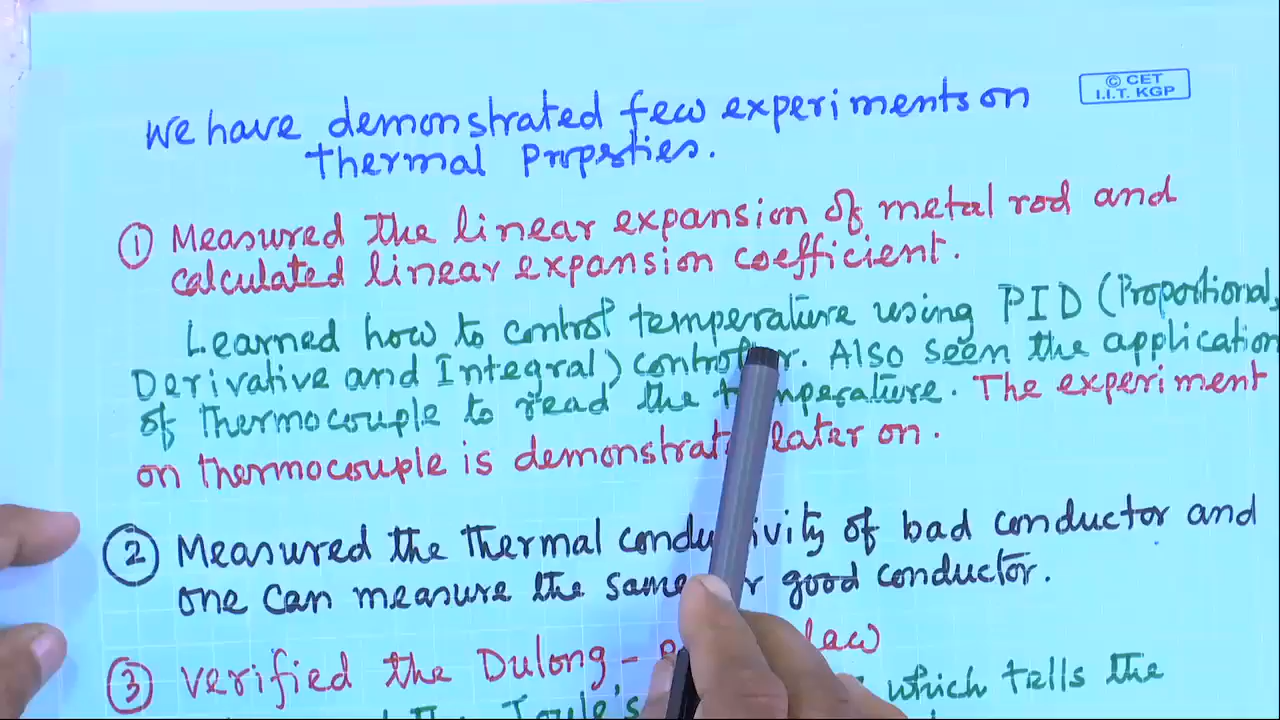 © CET
I.I.T. KGP
We have demonstrated few experiments on
thermal Properties.
① Measured the linear expansion of metal rod and
calculated linear expansion coefficient.
Learned how to control temperature using PID (Proportional,
Derivative and Integral) controller. Also seen the application
of thermocouple to read the temperature. The experiment
on thermocouple is demonstrated later on.
② Measured the thermal conductivity of bad conductor and
one can measure the same for good conductor.
③ Verified the Dulong - law
the Joule's which tells the